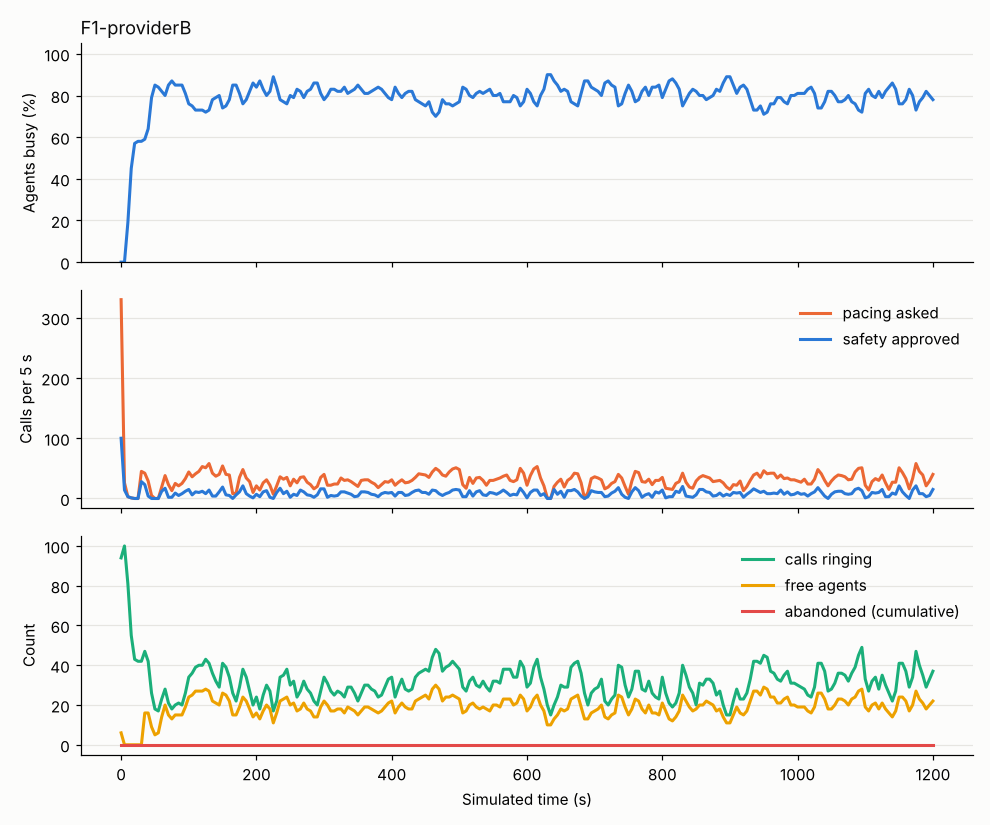 F1-providerB
100
80
60
40
20
0
Agents busy (%)
300
200
100
0
Calls per 5 s
pacing asked
safety approved
100
80
60
40
20
0
Count
calls ringing
free agents
abandoned (cumulative)
0 200 400 600 800 1000 1200
Simulated time (s)